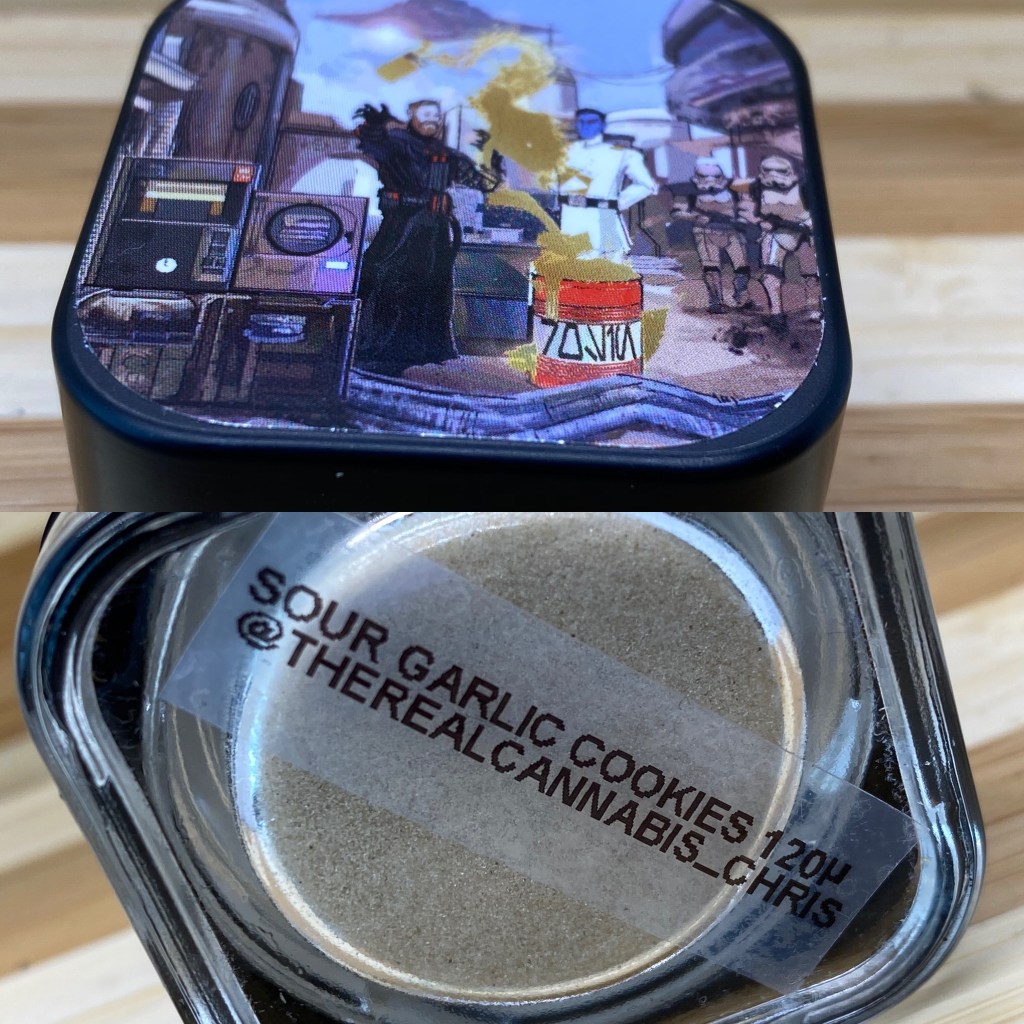 SOUR GARLIC COOKIES 120µ
@THEREALCANNABIS_CHRIS